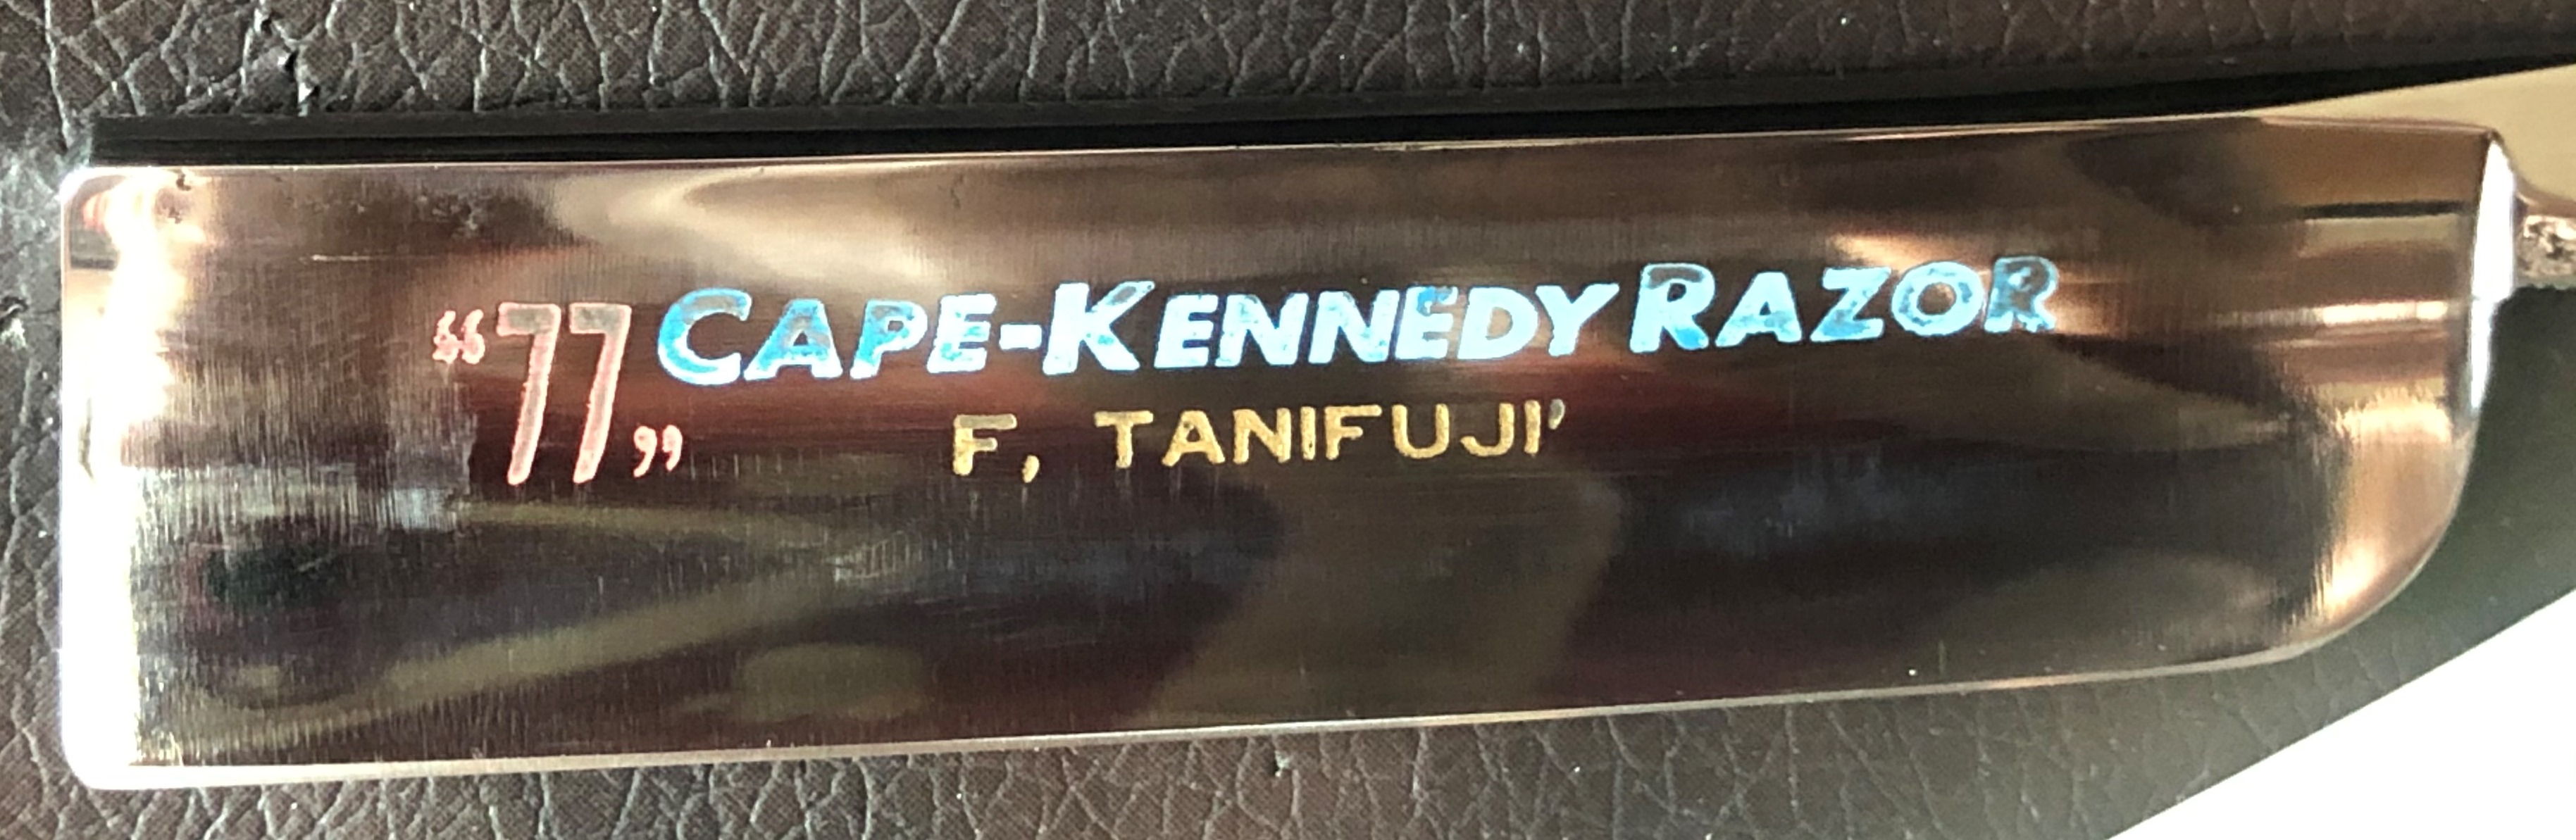 “77„ CAPE-KENNEDY RAZOR
F, TANIFUJI’